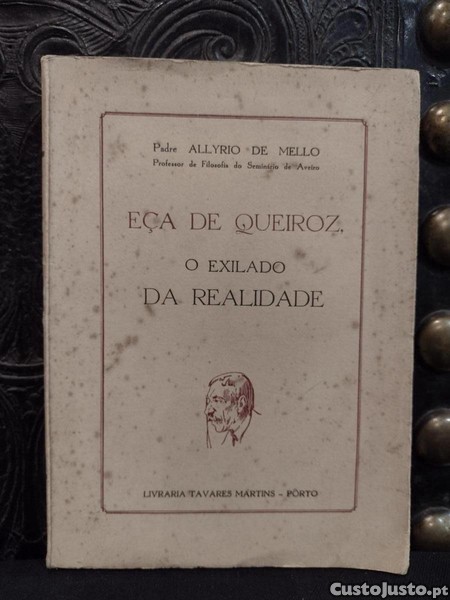 Padre ALLYRIO DE MELLO
Professor de Filosofia do Seminário de Aveiro
EÇA DE QUEIROZ,
O EXILADO
DA REALIDADE
LIVRARIA TAVARES MARTINS - PÔRTO
CustoJusto.pt